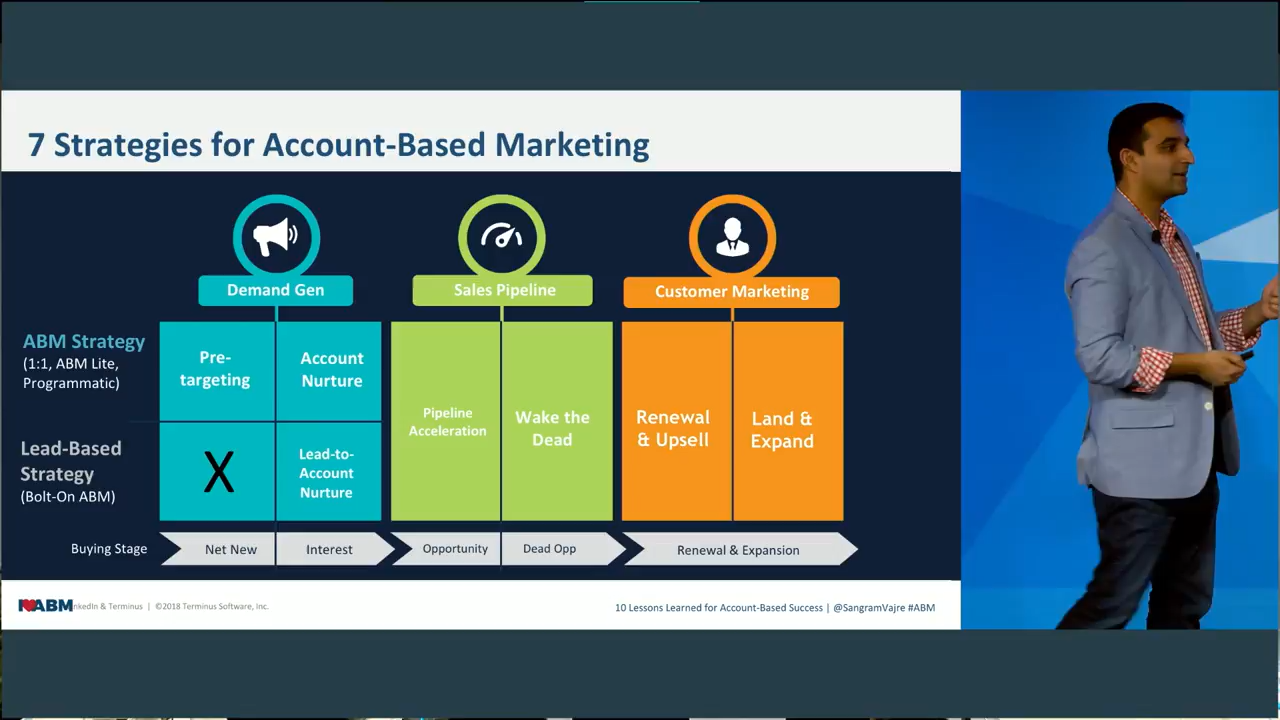 7 Strategies for Account-Based Marketing
Demand Gen
Sales Pipeline
Customer Marketing
ABM Strategy
(1:1, ABM Lite,
Programmatic)
Pre-
targeting
Account
Nurture
Pipeline
Acceleration
Wake the
Dead
Renewal
& Upsell
Land &
Expand
Lead-Based
Strategy
(Bolt-On ABM)
X
Lead-to-
Account
Nurture
Buying Stage
Net New
Interest
Opportunity
Dead Opp
Renewal & Expansion
ABM
nkedIn & Terminus | ©2018 Terminus Software, Inc.
10 Lessons Learned for Account-Based Success | @SangramVajre #ABM